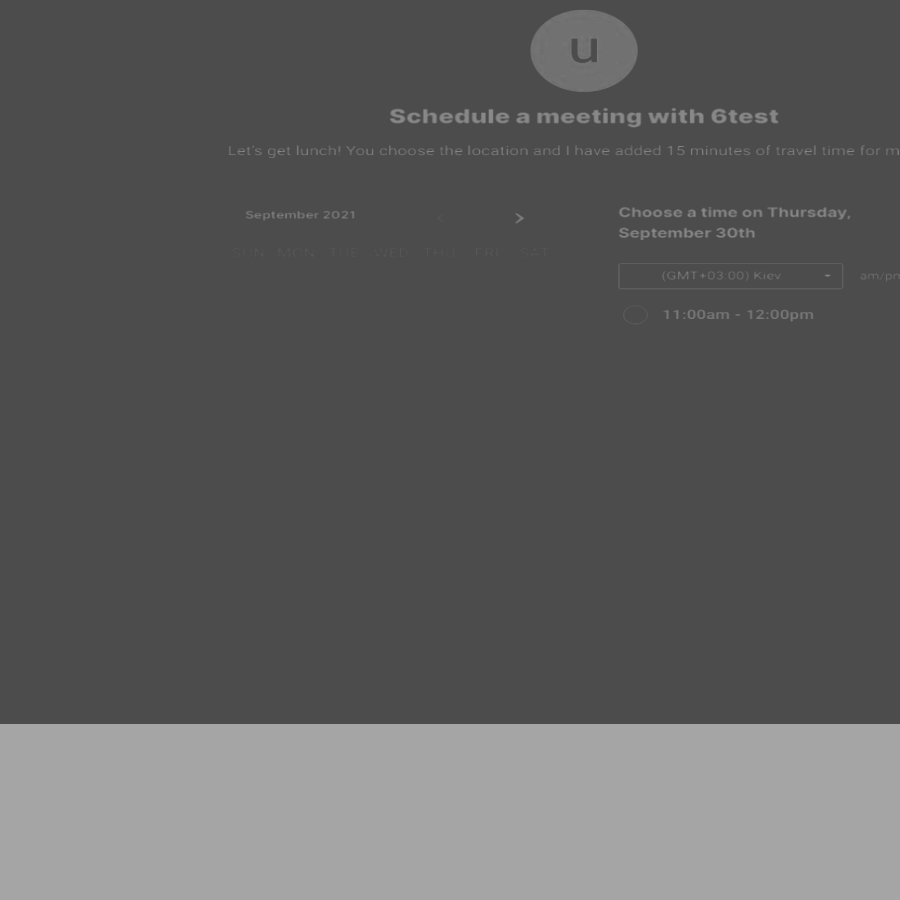 u
Schedule a meeting with 6test
Let's get lunch! You choose the location and I have added 15 minutes of travel time for m
September 2021
SUN MON TUE WED THU FRI SAT
Choose a time on Thursday,
September 30th
(GMT+03:00) Kiev
am/pm
11:00am - 12:00pm